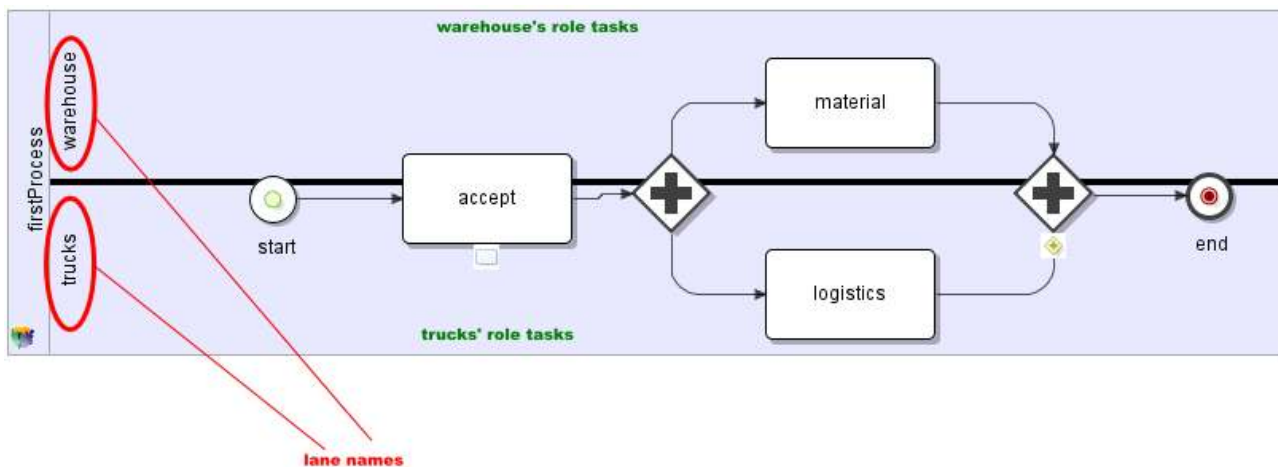 warehouse's role tasks
warehouse
firstProcess
material
accept
start
end
trucks
logistics
trucks' role tasks
lane names